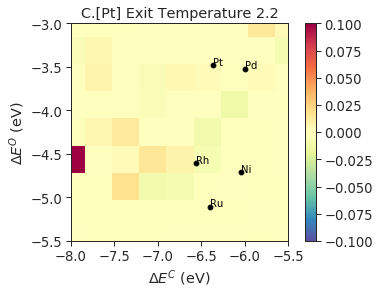 C.[Pt] Exit Temperature 2.2
−3.0
−3.5
−4.0
−4.5
−5.0
−5.5
ΔE^O (eV)
Pt
Pd
Rh
Ni
Ru
−8.0 −7.5 −7.0 −6.5 −6.0 −5.5
ΔE^C (eV)
0.100
0.075
0.050
0.025
0.000
−0.025
−0.050
−0.075
−0.100